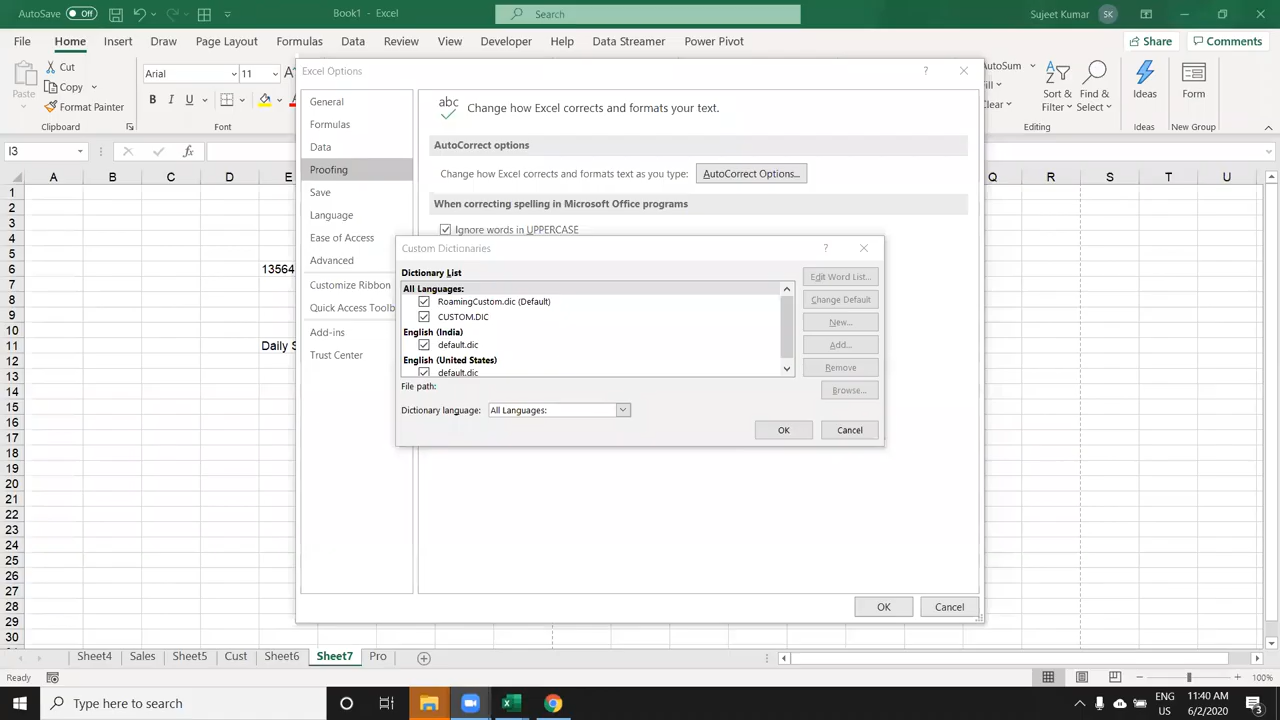 AutoSave Off Book1 - Excel Search Sujeet Kumar SK
File Home Insert Draw Page Layout Formulas Data Review View Developer Help Data Streamer Power Pivot Share Comments
Paste Cut Copy Format Painter Clipboard
Arial 11 B I U Font
AutoSum Sort & Filter Find & Select Ideas Form
Editing Ideas New Group
I3 fx
A B C D E Q R S T U
1
2
3
4
5
6 13564
7
8
9
10
11 Daily S
12
13
14
15
16
17
18
19
20
21
22
23
24
25
26
27
28
29
30
Excel Options ?
General
Formulas
Data
Proofing
Save
Language
Ease of Access
Advanced
Customize Ribbon
Quick Access Toolb
Add-ins
Trust Center
abc Change how Excel corrects and formats your text.
AutoCorrect options
Change how Excel corrects and formats text as you type: AutoCorrect Options...
When correcting spelling in Microsoft Office programs
Ignore words in UPPERCASE
Custom Dictionaries ?
Dictionary List
All Languages:
RoamingCustom.dic (Default)
CUSTOM.DIC
English (India)
default.dic
English (United States)
default.dic
Edit Word List...
Change Default
New...
Add...
Remove
File path: Browse...
Dictionary language: All Languages:
OK Cancel
OK Cancel
Sheet4 Sales Sheet5 Cust Sheet6 Sheet7 Pro
Ready 100%
Type here to search ENG US 11:40 AM 6/2/2020 3